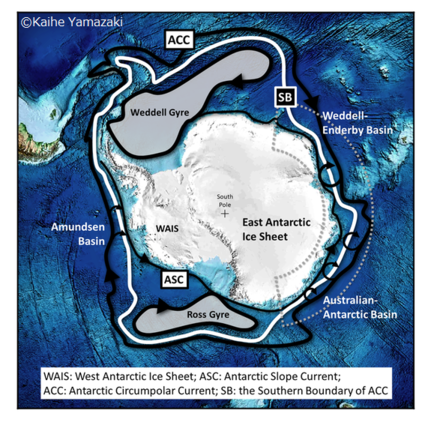 ©Kaihe Yamazaki
ACC
SB
Weddell Gyre
Weddell-
Enderby Basin
South
Pole
East Antarctic
Ice Sheet
WAIS
Amundsen
Basin
ASC
Ross Gyre
Australian-
Antarctic Basin
WAIS: West Antarctic Ice Sheet; ASC: Antarctic Slope Current;
ACC: Antarctic Circumpolar Current; SB: the Southern Boundary of ACC